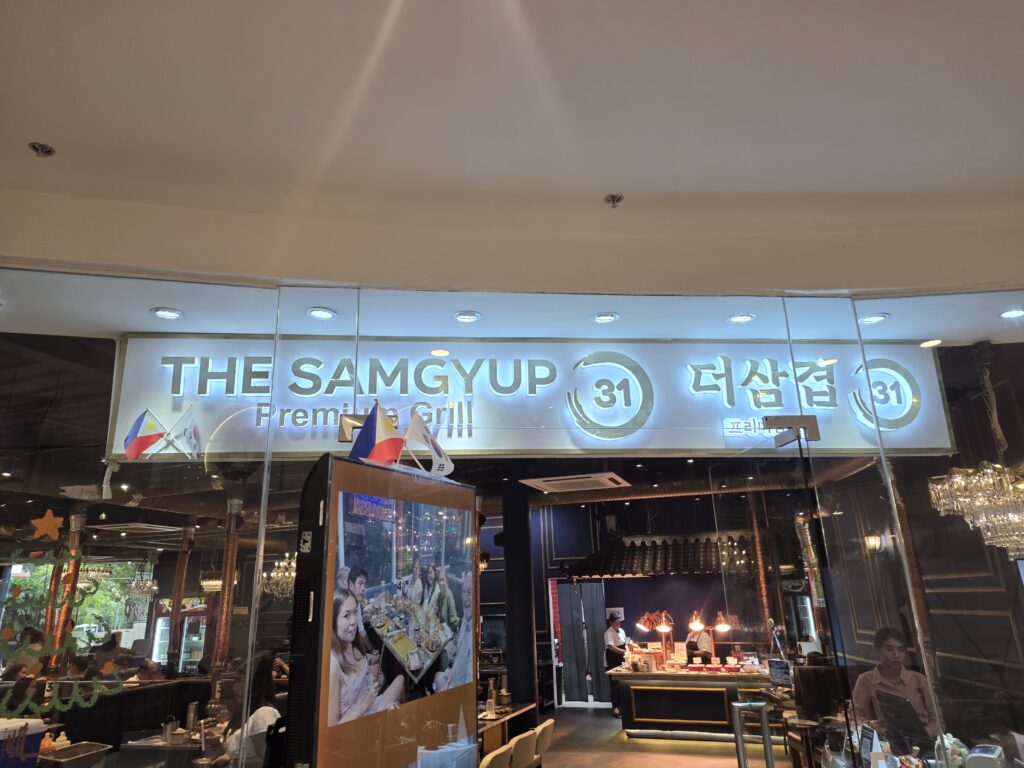 THE SAMGYUP 31 더삼겹 31
Premium Grill